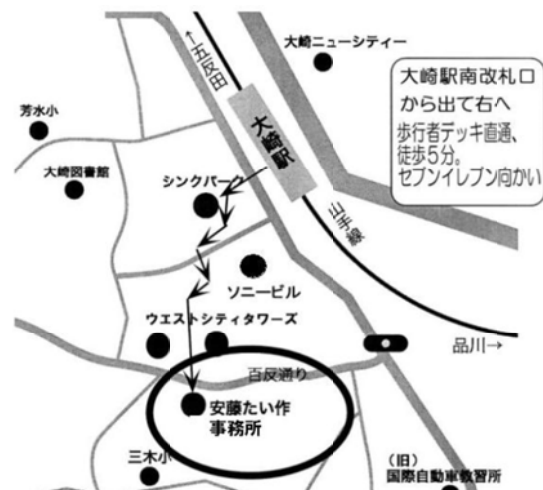 ←五反田
大崎ニューシティー
大崎駅南改札口
から出て右へ
歩行者デッキ直通、
徒歩5分。
セブンイレブン向かい
芳水小
大崎駅
大崎図書館
シンクパーク
山手線
ソニービル
ウエストシティタワーズ
品川→
百反通り
安藤たい作
事務所
三木小
(旧)
国際自動車教習所